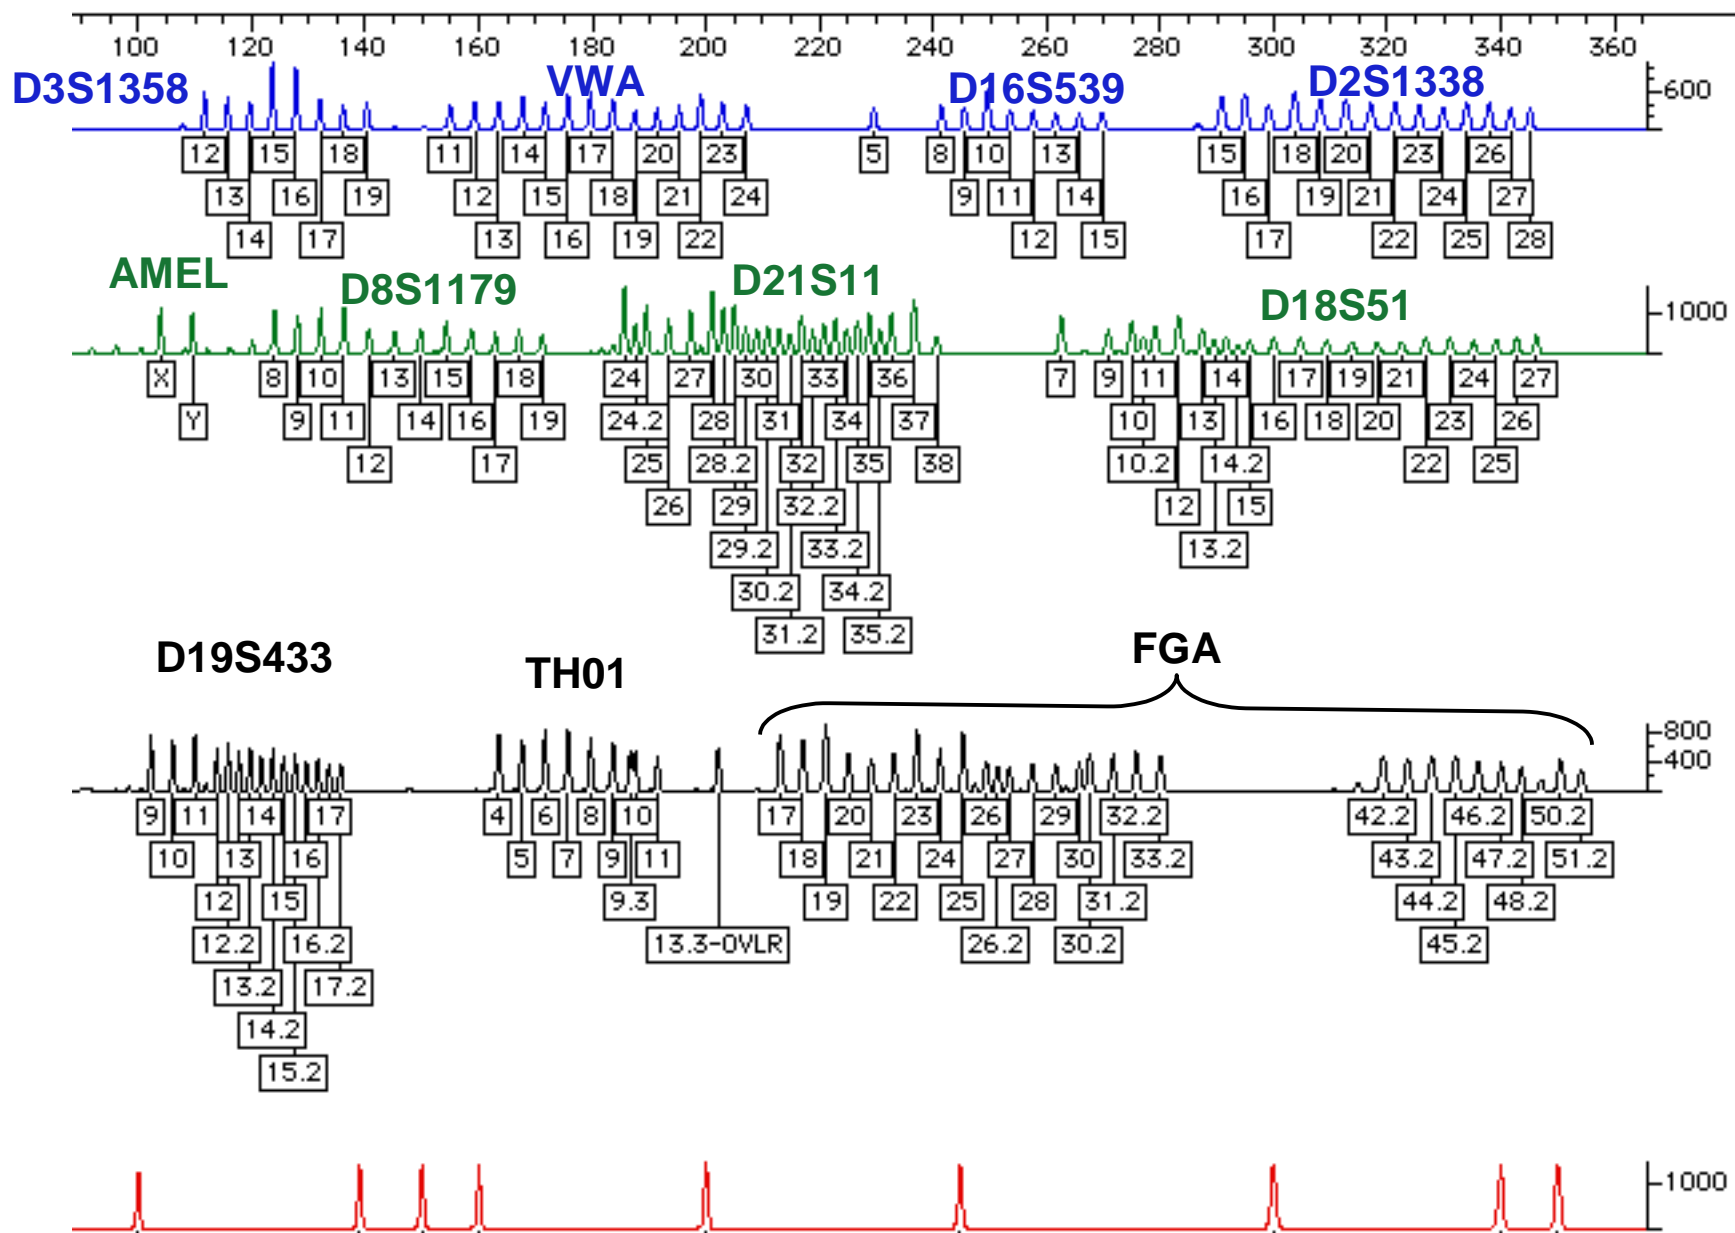 100 120 140 160 180 200 220 240 260 280 300 320 340 360
D3S1358 VWA D16S539 D2S1338 600
12 15 18 11 14 17 20 23 5 8 10 13 15 18 20 23 26
13 16 19 12 15 18 21 24 9 11 14 16 19 21 24 27
14 17 13 16 19 22 12 15 17 22 25 28
AMEL D8S1179 D21S11 D18S51 1000
X 8 10 13 15 18 24 27 30 33 36 7 9 11 14 17 19 21 24 27
Y 9 11 14 16 19 24.2 28 31 34 37 10 13 16 18 20 23 26
12 17 25 28.2 32 35 38 10.2 14.2 22 25
26 29 32.2 12 15
29.2 33.2 13.2
30.2 34.2
31.2 35.2
D19S433 TH01 FGA
800
400
9 11 14 17 4 6 8 10 17 20 23 26 29 32.2 42.2 46.2 50.2
10 13 16 5 7 9 11 18 21 24 27 30 33.2 43.2 47.2 51.2
12 15 9.3 19 22 25 28 31.2 44.2 48.2
12.2 16.2 13.3-OVLR 26.2 30.2 45.2
13.2 17.2
14.2
15.2
1000